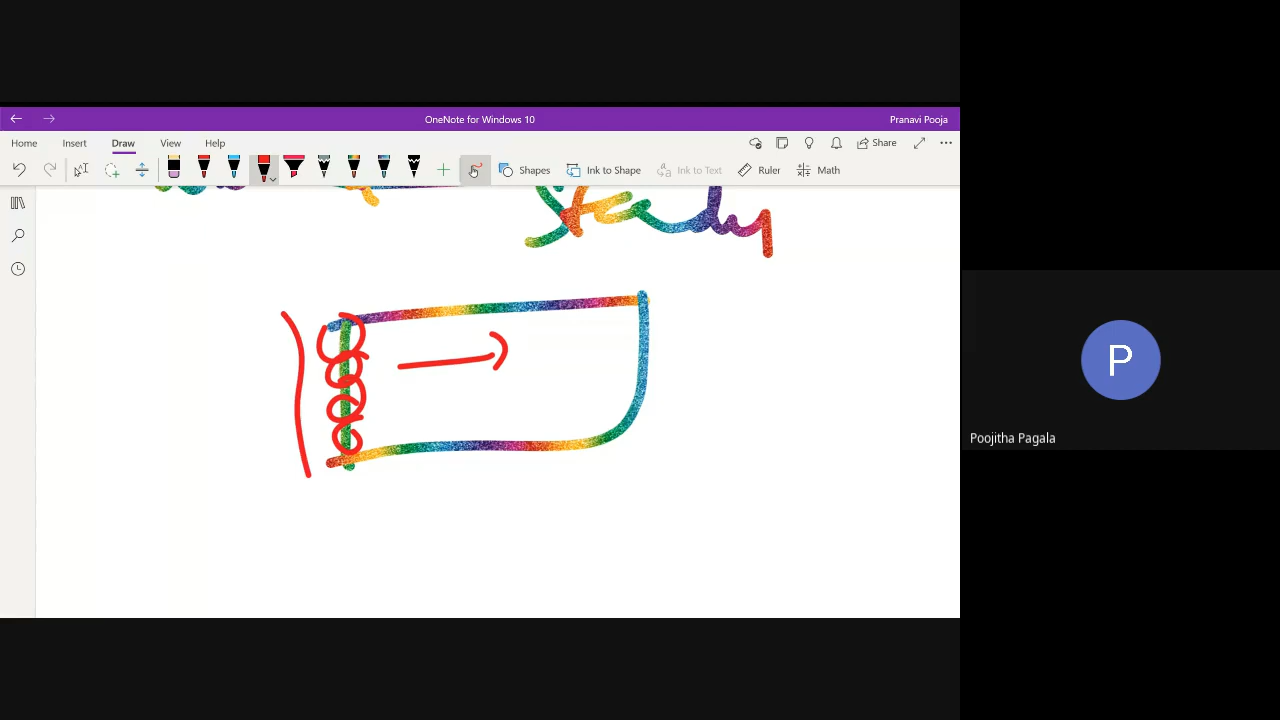 OneNote for Windows 10 Pranavi Pooja
Home Insert Draw View Help Share
Shapes Ink to Shape Ink to Text Ruler Math
Steady
P
Poojitha Pagala